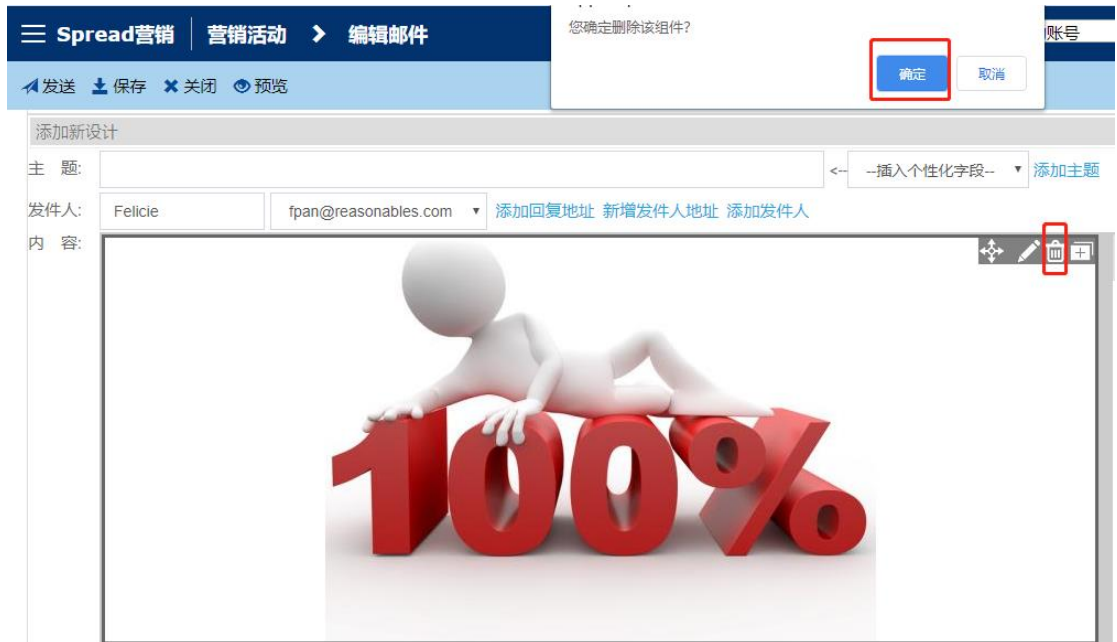 您确定删除该组件?
确定 取消
Spread营销 营销活动 编辑邮件
账号
发送 保存 关闭 预览
添加新设计
主 题: <-- --插入个性化字段-- 添加主题
发件人: Felicie fpan@reasonables.com 添加回复地址 新增发件人地址 添加发件人
内 容:
100%